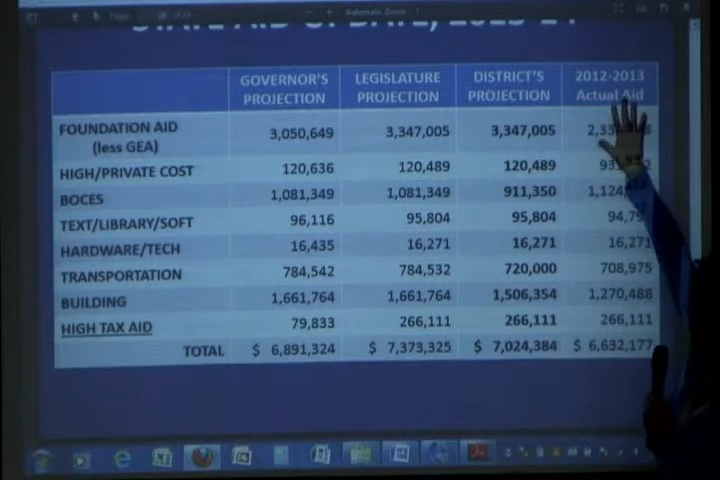 STATE AID UPDATE, 2013-14
GOVERNOR'S PROJECTION LEGISLATURE PROJECTION DISTRICT'S PROJECTION 2012-2013 Actual Aid
FOUNDATION AID 3,050,649 3,347,005 3,347,005
(less GEA)
HIGH/PRIVATE COST 120,636 120,489 120,489
BOCES 1,081,349 1,081,349 911,350
TEXT/LIBRARY/SOFT 96,116 95,804 95,804
HARDWARE/TECH 16,435 16,271 16,271 16,271
TRANSPORTATION 784,542 784,532 720,000 708,975
BUILDING 1,661,764 1,661,764 1,506,354 1,270,488
HIGH TAX AID 79,833 266,111 266,111 266,111
TOTAL $ 6,891,324 $ 7,373,325 $ 7,024,384 $ 6,632,177